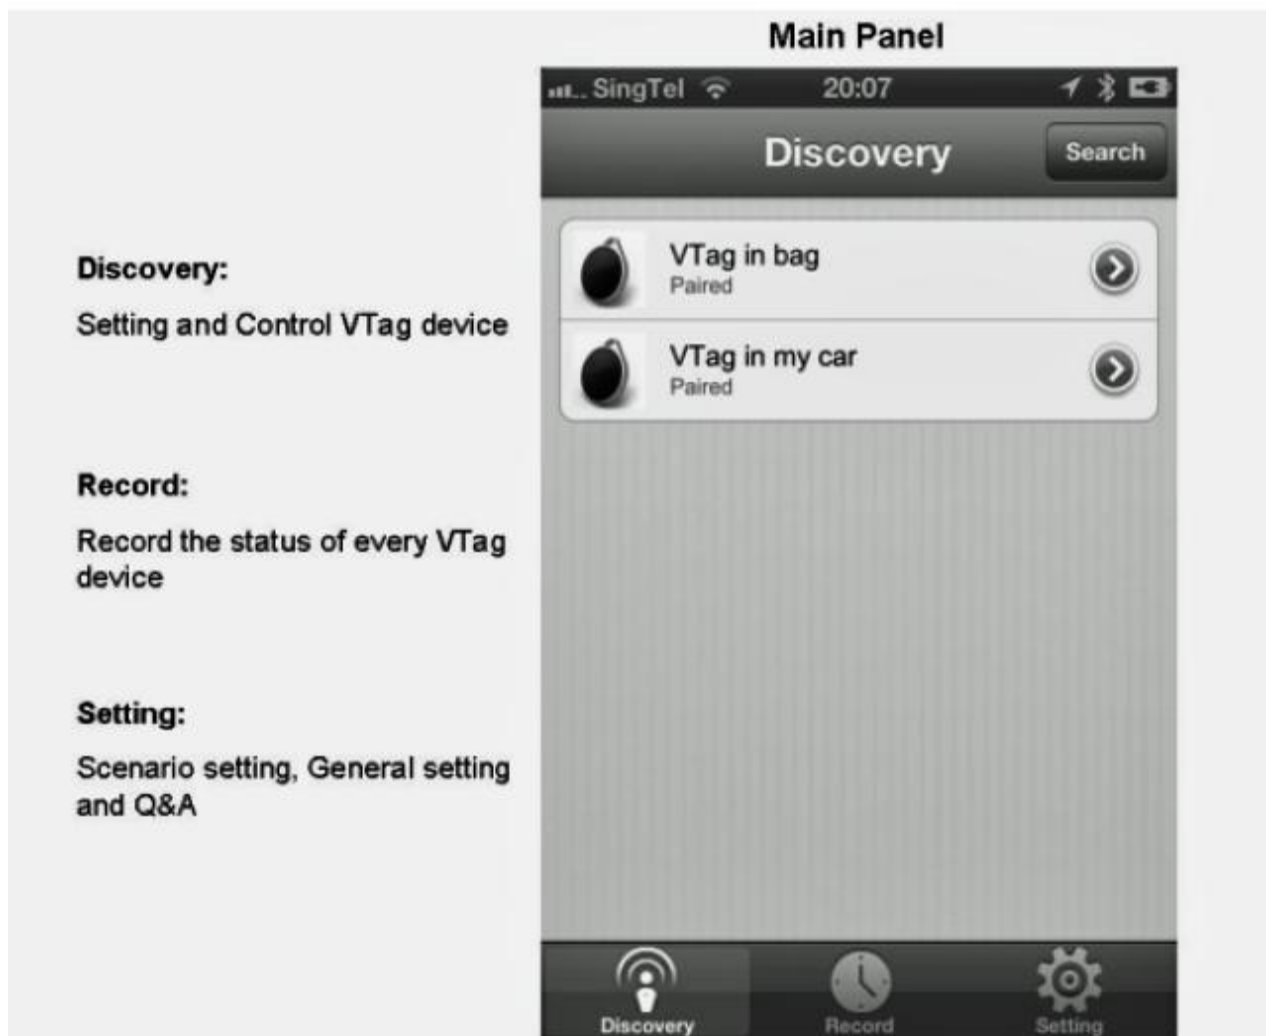 Main Panel
SingTel 20:07
Discovery Search
VTag in bag
Paired
VTag in my car
Paired
Discovery:
Setting and Control VTag device
Record:
Record the status of every VTag
device
Setting:
Scenario setting, General setting
and Q&A
Discovery Record Setting